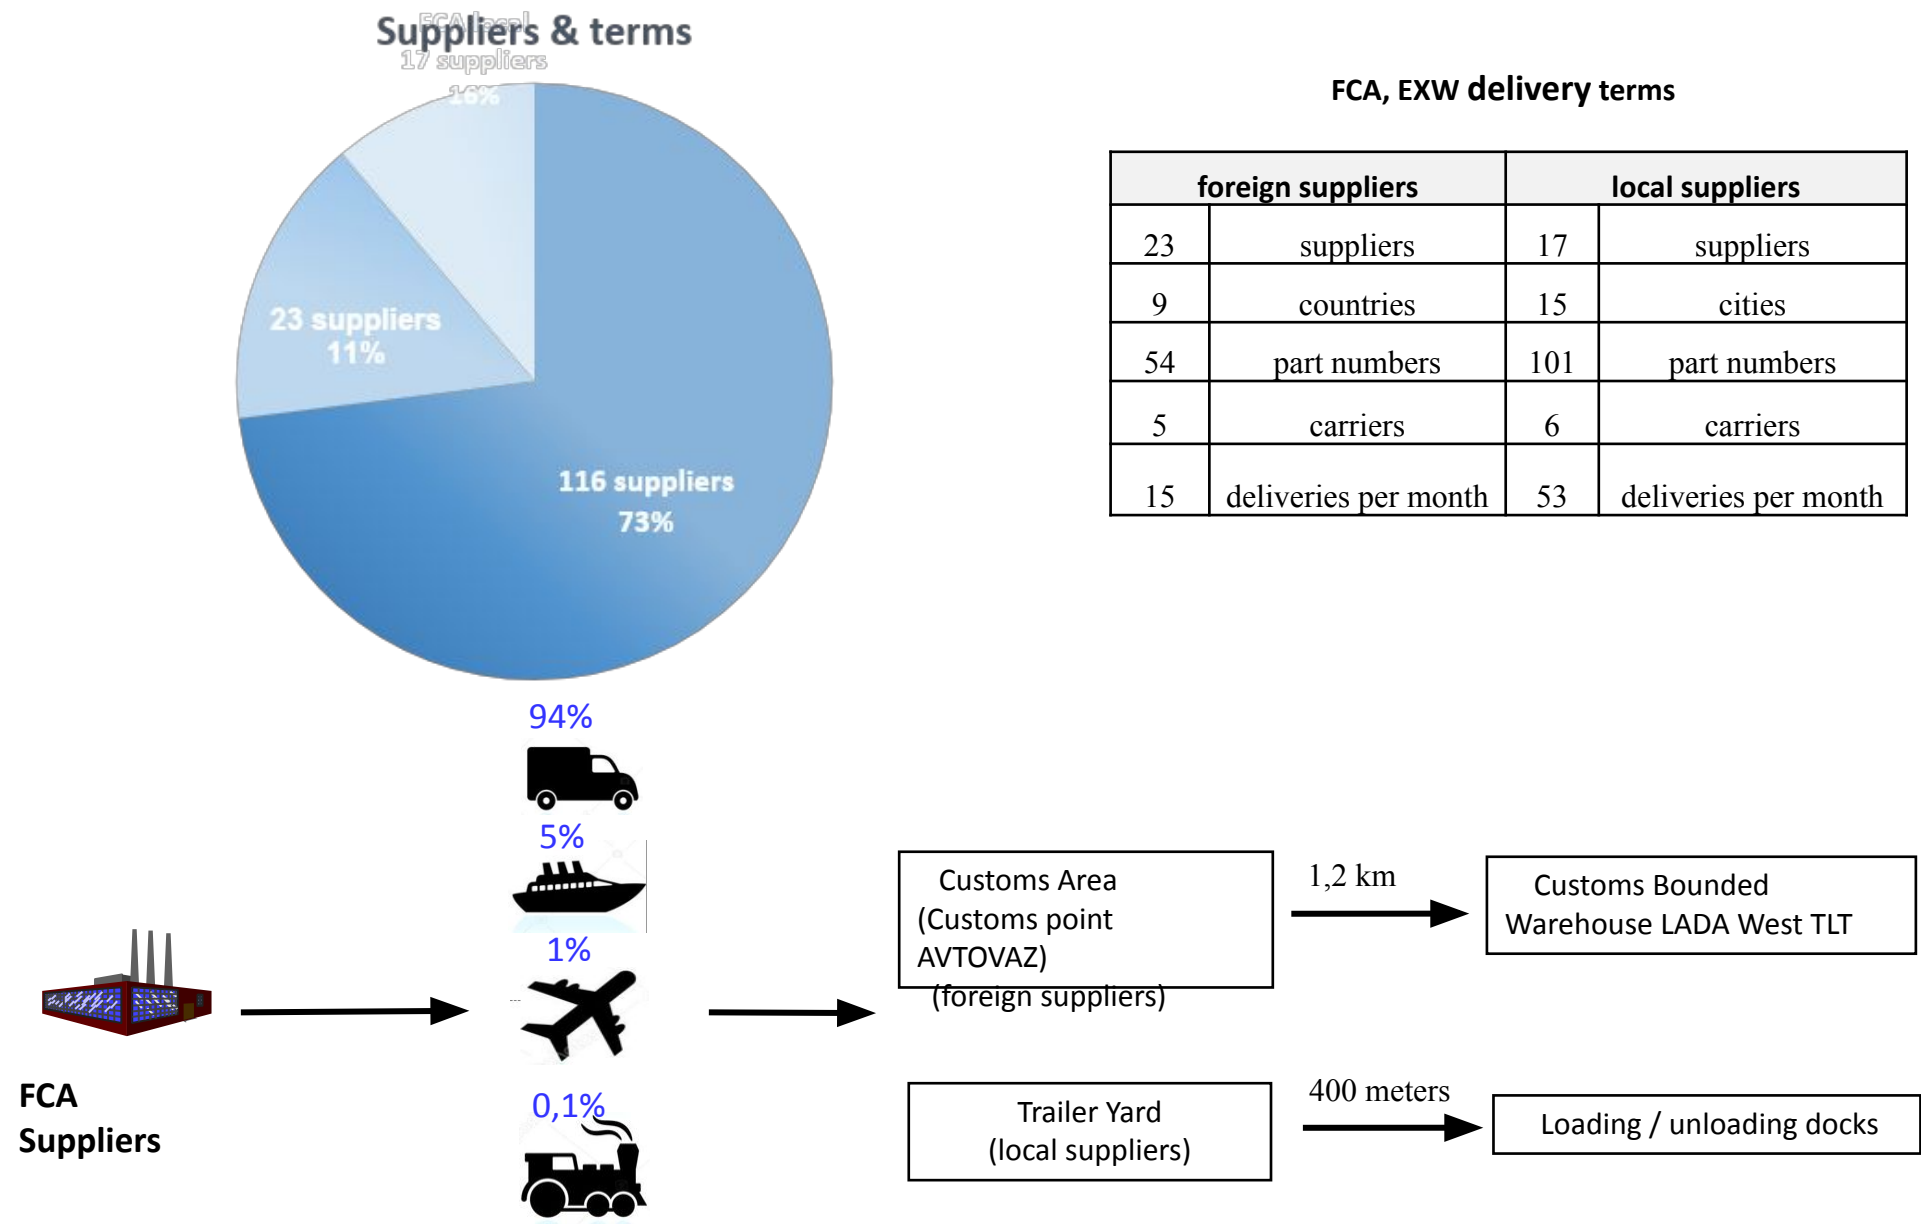 Suppliers & terms
FCA local
17 suppliers
16%
23 suppliers
11%
116 suppliers
73%
FCA, EXW delivery terms
foreign suppliers local suppliers
23 suppliers 17 suppliers
9 countries 15 cities
54 part numbers 101 part numbers
5 carriers 6 carriers
15 deliveries per month 53 deliveries per month
94%
5%
1%
0,1%
FCA
Suppliers
Customs Area
(Customs point
AVTOVAZ)
(foreign suppliers)
1,2 km
Customs Bounded
Warehouse LADA West TLT
Trailer Yard
(local suppliers)
400 meters
Loading / unloading docks